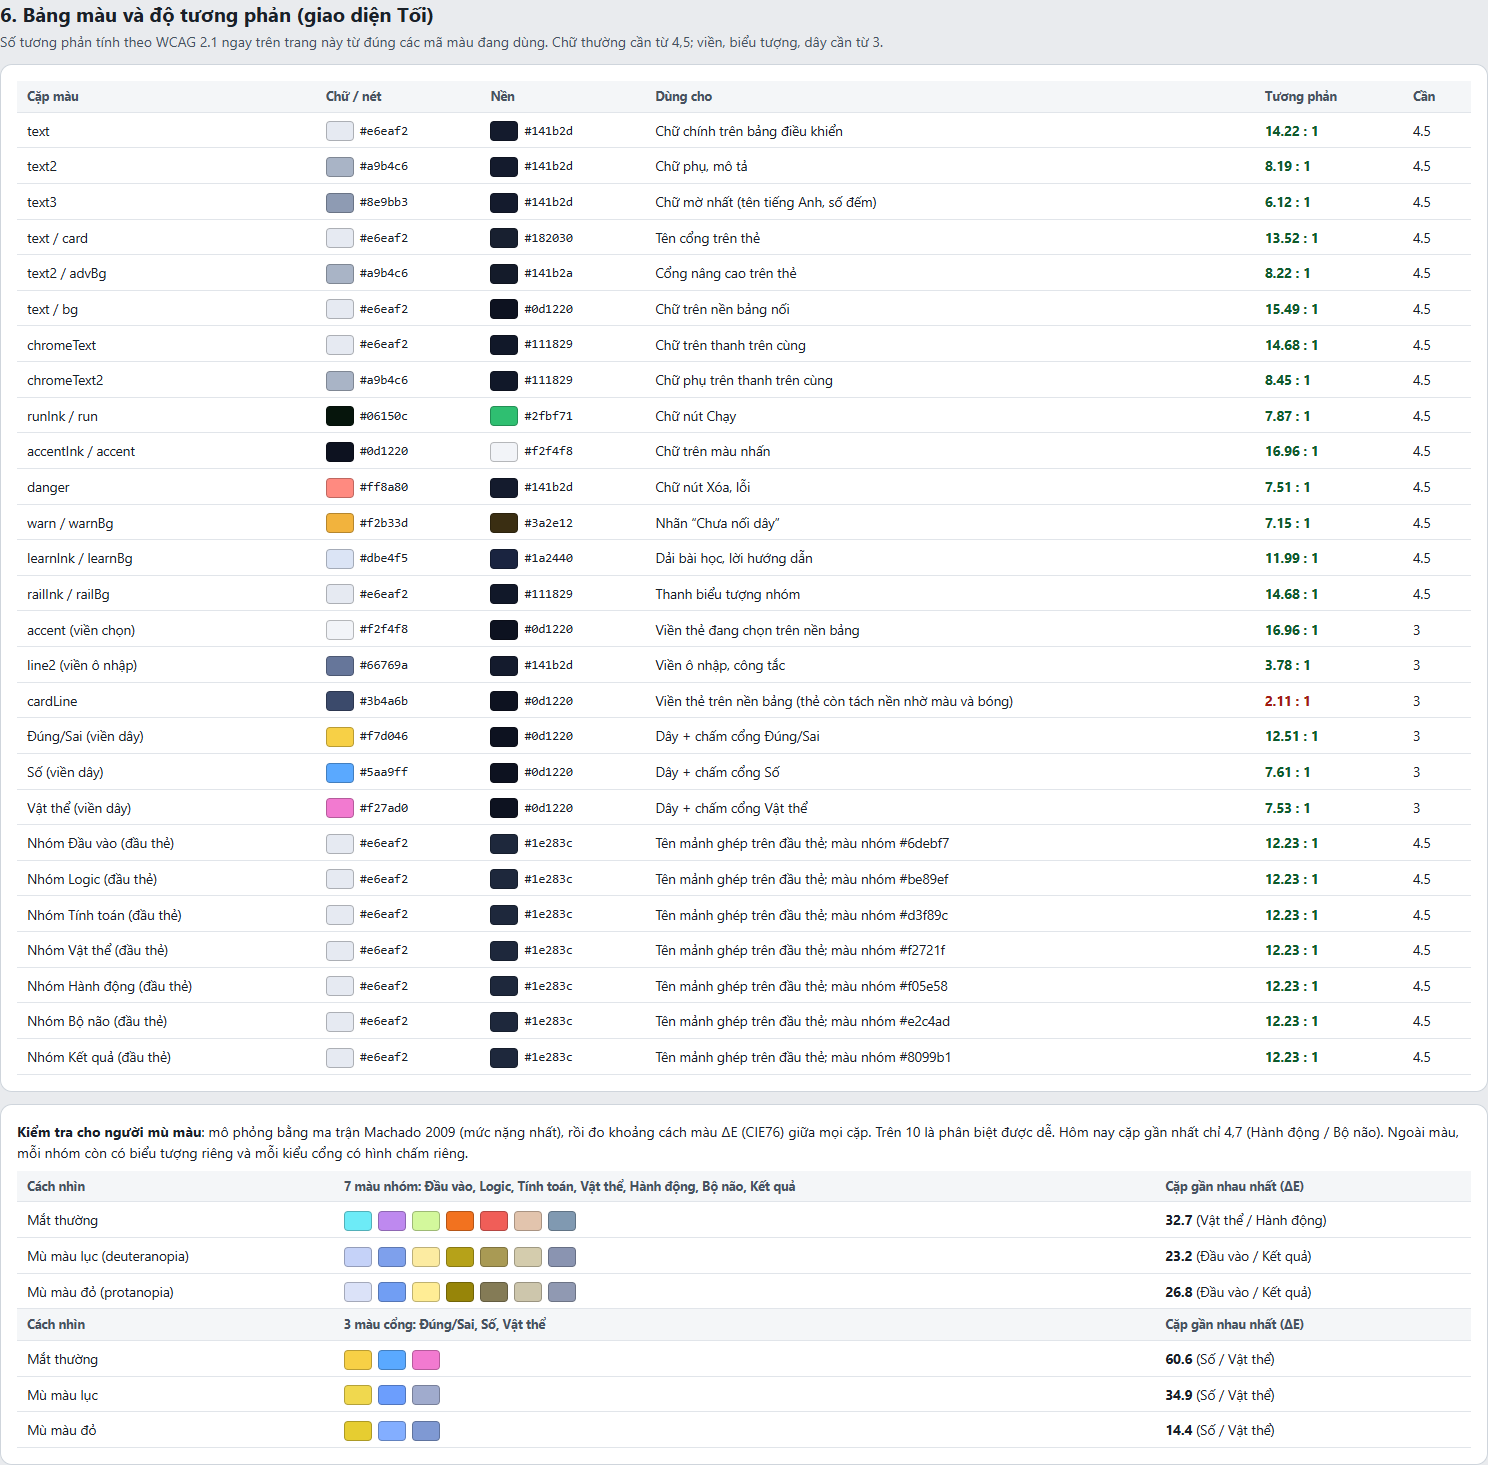 6. Bảng màu và độ tương phản (giao diện Tối)
Số tương phản tính theo WCAG 2.1 ngay trên trang này từ đúng các mã màu đang dùng. Chữ thường cần từ 4,5; viền, biểu tượng, dây cần từ 3.
Cặp màu Chữ / nét Nền Dùng cho Tương phản Cần
text #e6eaf2 #141b2d Chữ chính trên bảng điều khiển 14.22 : 1 4.5
text2 #a9b4c6 #141b2d Chữ phụ, mô tả 8.19 : 1 4.5
text3 #8e9bb3 #141b2d Chữ mờ nhất (tên tiếng Anh, số đếm) 6.12 : 1 4.5
text / card #e6eaf2 #182030 Tên cổng trên thẻ 13.52 : 1 4.5
text2 / advBg #a9b4c6 #141b2a Cổng nâng cao trên thẻ 8.22 : 1 4.5
text / bg #e6eaf2 #0d1220 Chữ trên nền bảng nối 15.49 : 1 4.5
chromeText #e6eaf2 #111829 Chữ trên thanh trên cùng 14.68 : 1 4.5
chromeText2 #a9b4c6 #111829 Chữ phụ trên thanh trên cùng 8.45 : 1 4.5
runInk / run #06150c #2fbf71 Chữ nút Chạy 7.87 : 1 4.5
accentInk / accent #0d1220 #f2f4f8 Chữ trên màu nhấn 16.96 : 1 4.5
danger #ff8a80 #141b2d Chữ nút Xóa, lỗi 7.51 : 1 4.5
warn / warnBg #f2b33d #3a2e12 Nhãn “Chưa nối dây” 7.15 : 1 4.5
learnInk / learnBg #dbe4f5 #1a2440 Dải bài học, lời hướng dẫn 11.99 : 1 4.5
railInk / railBg #e6eaf2 #111829 Thanh biểu tượng nhóm 14.68 : 1 4.5
accent (viền chọn) #f2f4f8 #0d1220 Viền thẻ đang chọn trên nền bảng 16.96 : 1 3
line2 (viền ô nhập) #66769a #141b2d Viền ô nhập, công tắc 3.78 : 1 3
cardLine #3b4a6b #0d1220 Viền thẻ trên nền bảng (thẻ còn tách nền nhờ màu và bóng) 2.11 : 1 3
Đúng/Sai (viền dây) #f7d046 #0d1220 Dây + chấm cổng Đúng/Sai 12.51 : 1 3
Số (viền dây) #5aa9ff #0d1220 Dây + chấm cổng Số 7.61 : 1 3
Vật thể (viền dây) #f27ad0 #0d1220 Dây + chấm cổng Vật thể 7.53 : 1 3
Nhóm Đầu vào (đầu thẻ) #e6eaf2 #1e283c Tên mảnh ghép trên đầu thẻ; màu nhóm #6debf7 12.23 : 1 4.5
Nhóm Logic (đầu thẻ) #e6eaf2 #1e283c Tên mảnh ghép trên đầu thẻ; màu nhóm #be89ef 12.23 : 1 4.5
Nhóm Tính toán (đầu thẻ) #e6eaf2 #1e283c Tên mảnh ghép trên đầu thẻ; màu nhóm #d3f89c 12.23 : 1 4.5
Nhóm Vật thể (đầu thẻ) #e6eaf2 #1e283c Tên mảnh ghép trên đầu thẻ; màu nhóm #f2721f 12.23 : 1 4.5
Nhóm Hành động (đầu thẻ) #e6eaf2 #1e283c Tên mảnh ghép trên đầu thẻ; màu nhóm #f05e58 12.23 : 1 4.5
Nhóm Bộ não (đầu thẻ) #e6eaf2 #1e283c Tên mảnh ghép trên đầu thẻ; màu nhóm #e2c4ad 12.23 : 1 4.5
Nhóm Kết quả (đầu thẻ) #e6eaf2 #1e283c Tên mảnh ghép trên đầu thẻ; màu nhóm #8099b1 12.23 : 1 4.5
Kiểm tra cho người mù màu: mô phỏng bằng ma trận Machado 2009 (mức nặng nhất), rồi đo khoảng cách màu ΔE (CIE76) giữa mọi cặp. Trên 10 là phân biệt được dễ. Hôm nay cặp gần nhất chỉ 4,7 (Hành động / Bộ não). Ngoài màu,
mỗi nhóm còn có biểu tượng riêng và mỗi kiểu cổng có hình chấm riêng.
Cách nhìn 7 màu nhóm: Đầu vào, Logic, Tính toán, Vật thể, Hành động, Bộ não, Kết quả Cặp gần nhau nhất (ΔE)
Mắt thường 32.7 (Vật thể / Hành động)
Mù màu lục (deuteranopia) 23.2 (Đầu vào / Kết quả)
Mù màu đỏ (protanopia) 26.8 (Đầu vào / Kết quả)
Cách nhìn 3 màu cổng: Đúng/Sai, Số, Vật thể Cặp gần nhau nhất (ΔE)
Mắt thường 60.6 (Số / Vật thể)
Mù màu lục 34.9 (Số / Vật thể)
Mù màu đỏ 14.4 (Số / Vật thể)